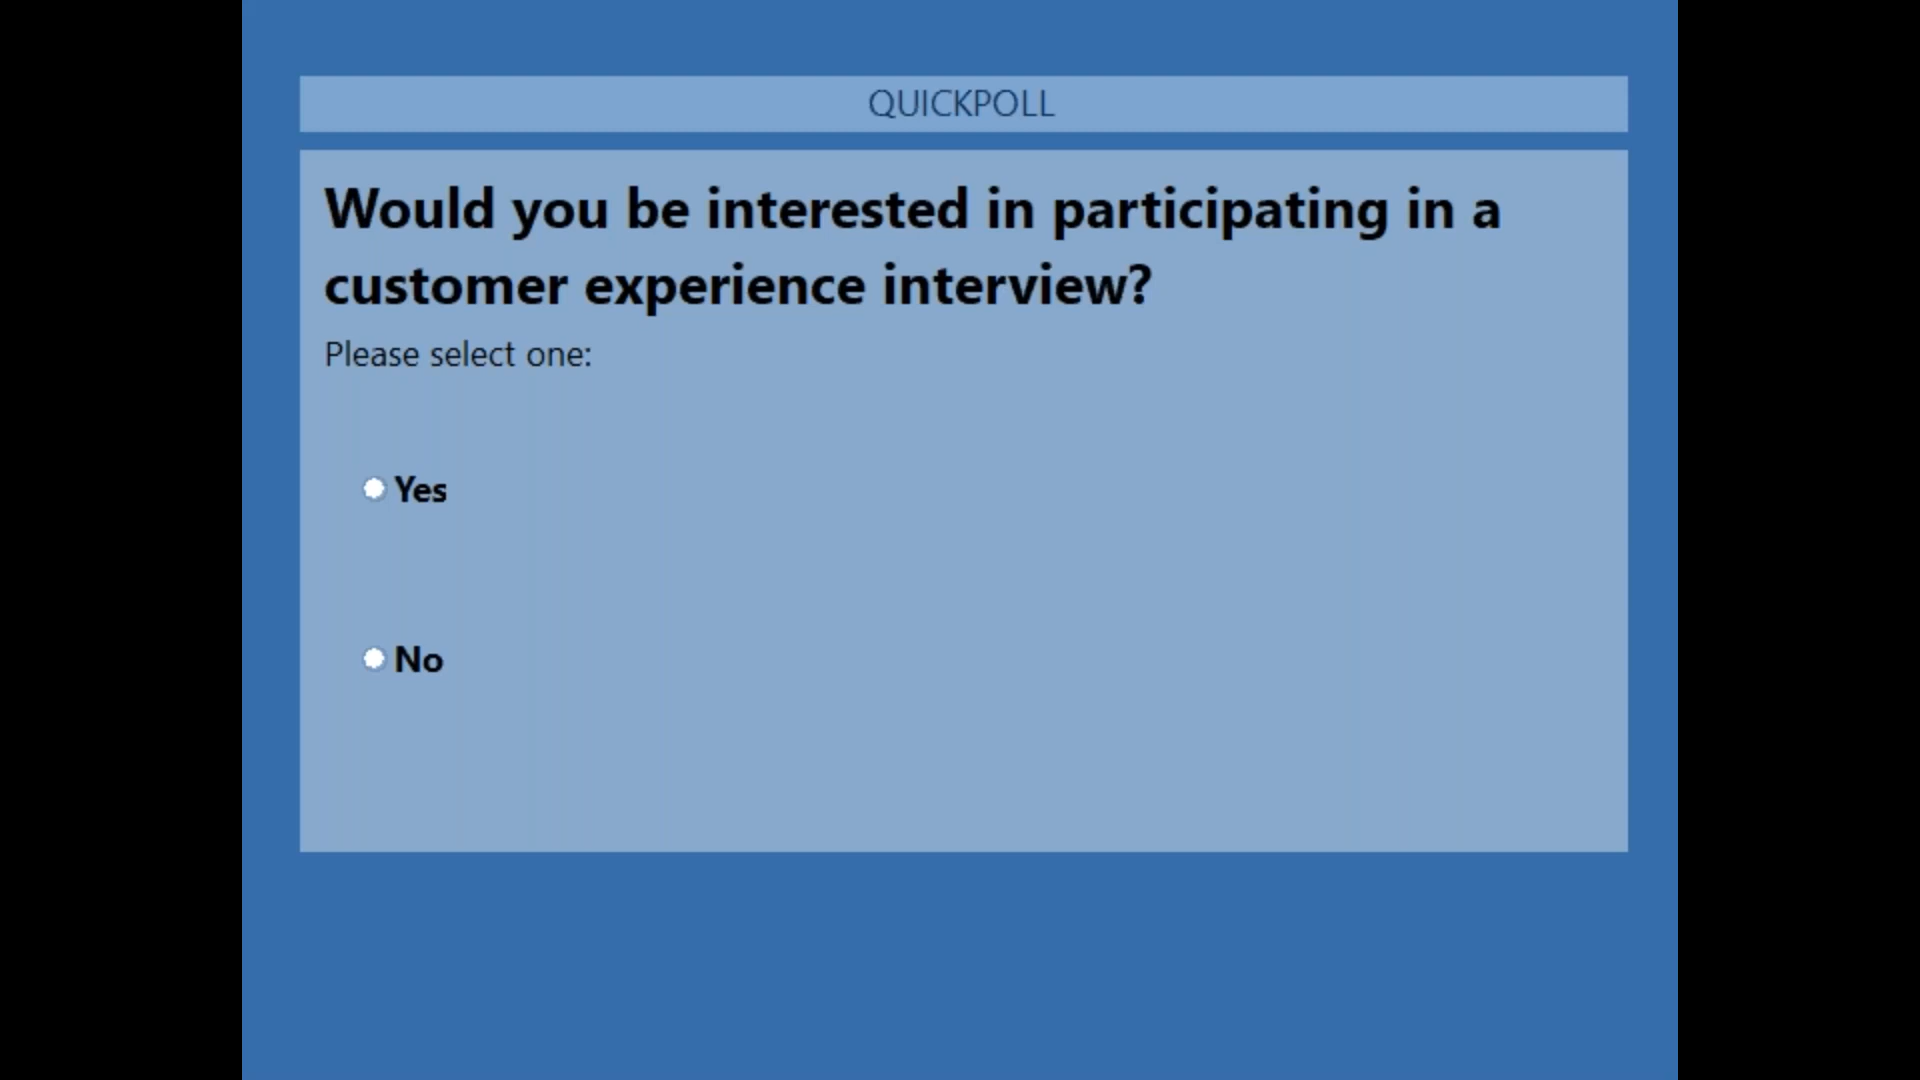 QUICKPOLL
Would you be interested in participating in a
customer experience interview?
Please select one:
Yes
No